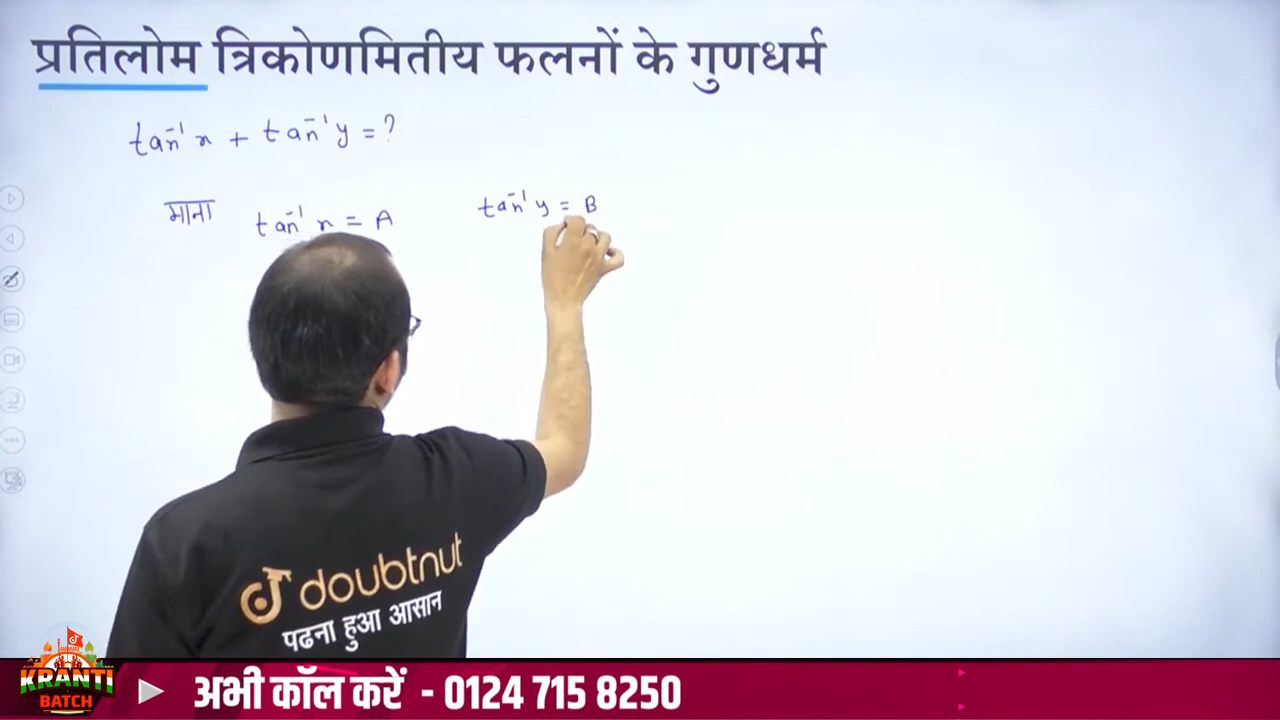 प्रतिलोम त्रिकोणमितीय फलनों के गुणधर्म
tan⁻¹x + tan⁻¹y = ?
माना tan⁻¹x = A tan⁻¹y = B
doubtnut
पढना हुआ आसान
KRANTI
BATCH
अभी कॉल करें - 0124 715 8250